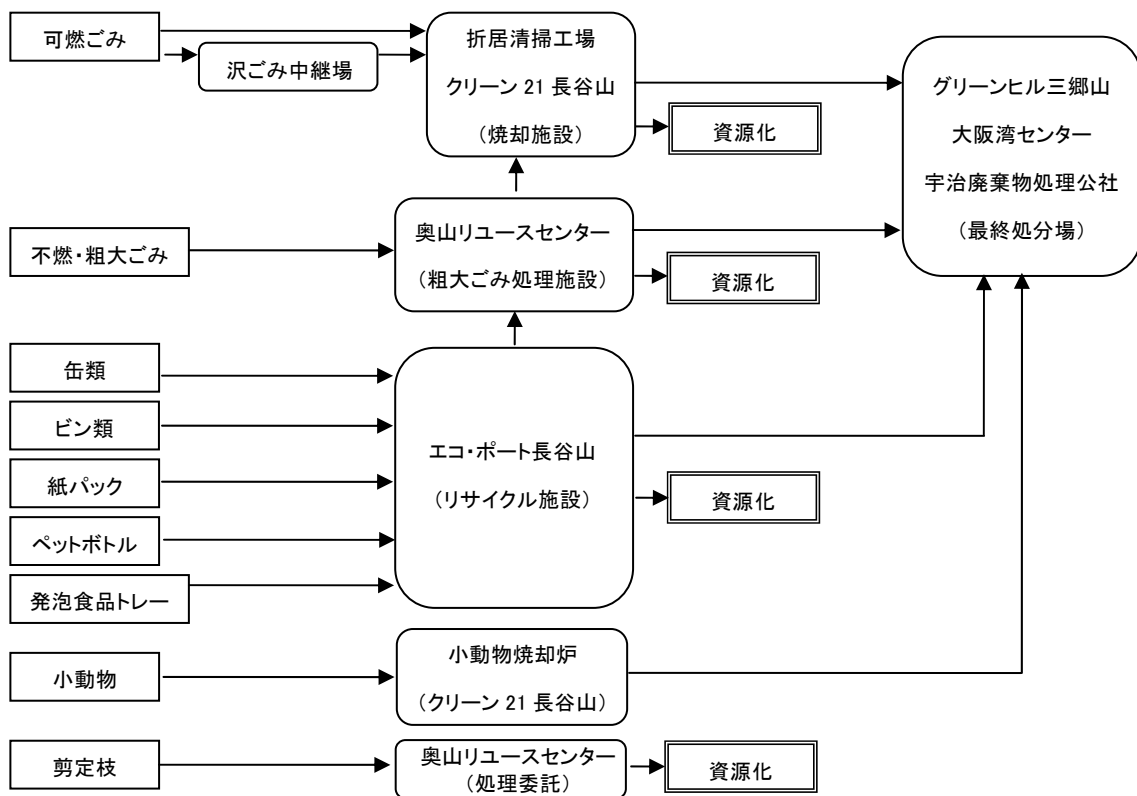 可燃ごみ
沢ごみ中継場
折居清掃工場
クリーン 21 長谷山
（焼却施設）
資源化
グリーンヒル三郷山
大阪湾センター
宇治廃棄物処理公社
（最終処分場）
不燃・粗大ごみ
奥山リユースセンター
（粗大ごみ処理施設）
資源化
缶類
ビン類
紙パック
ペットボトル
発泡食品トレー
エコ・ポート長谷山
（リサイクル施設）
資源化
小動物
小動物焼却炉
（クリーン 21 長谷山）
剪定枝
奥山リユースセンター
（処理委託）
資源化